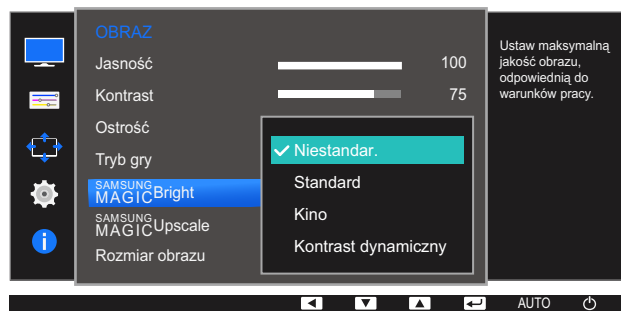 OBRAZ
Jasność 100
Kontrast 75
Ostrość
Tryb gry
SAMSUNG
MAGICBright
SAMSUNG
MAGICUpscale
Rozmiar obrazu
Niestandar.
Standard
Kino
Kontrast dynamiczny
Ustaw maksymalną
jakość obrazu,
odpowiednią do
warunków pracy.
AUTO